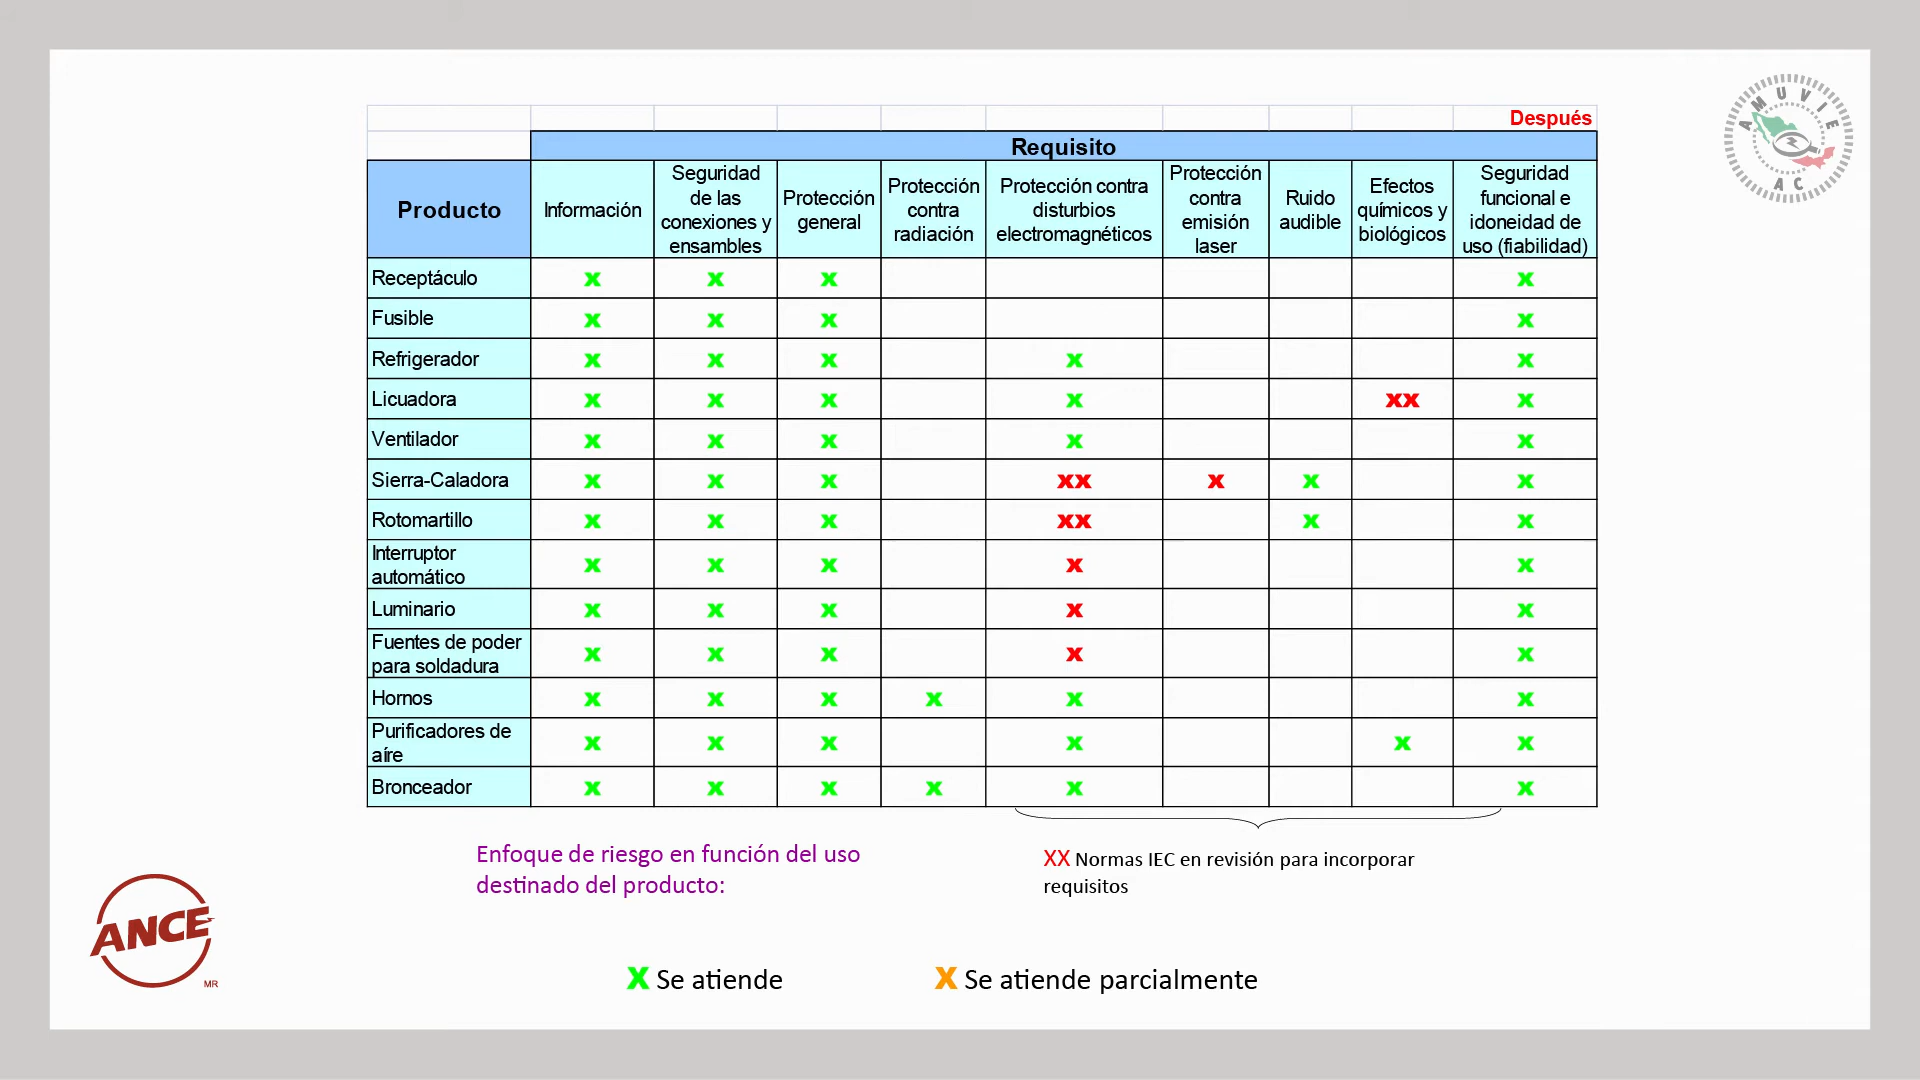 Después
Requisito
Producto
Información
Seguridad
de las
conexiones y
ensambles
Protección
general
Protección
contra
radiación
Protección contra
disturbios
electromagnéticos
Protección
contra
emisión
laser
Ruido
audible
Efectos
químicos y
biológicos
Seguridad
funcional e
idoneidad de
uso (fiabilidad)
Receptáculo x x x x
Fusible x x x x
Refrigerador x x x x x
Licuadora x x x x xx x
Ventilador x x x x x
Sierra-Caladora x x x xx x x x
Rotomartillo x x x xx x x
Interruptor
automático x x x x x
Luminario x x x x x
Fuentes de poder
para soldadura x x x x x
Hornos x x x x x x
Purificadores de
aíre x x x x x x
Bronceador x x x x x x
Enfoque de riesgo en función del uso
destinado del producto:
XX Normas IEC en revisión para incorporar
requisitos
X Se atiende
X Se atiende parcialmente
ANCE
MR
AMUVIE
AC